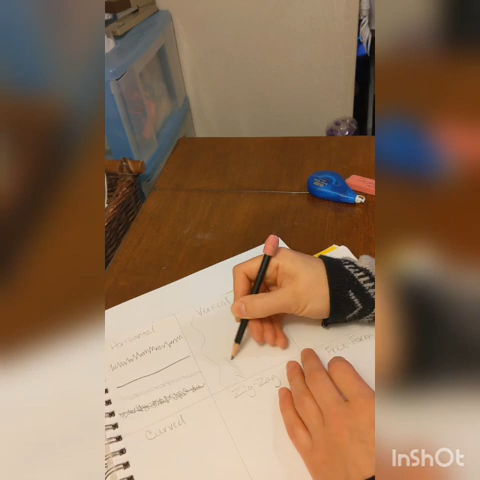 Horizontal
Vertical
Free Form
Zig-Zag
Curved
InShOt